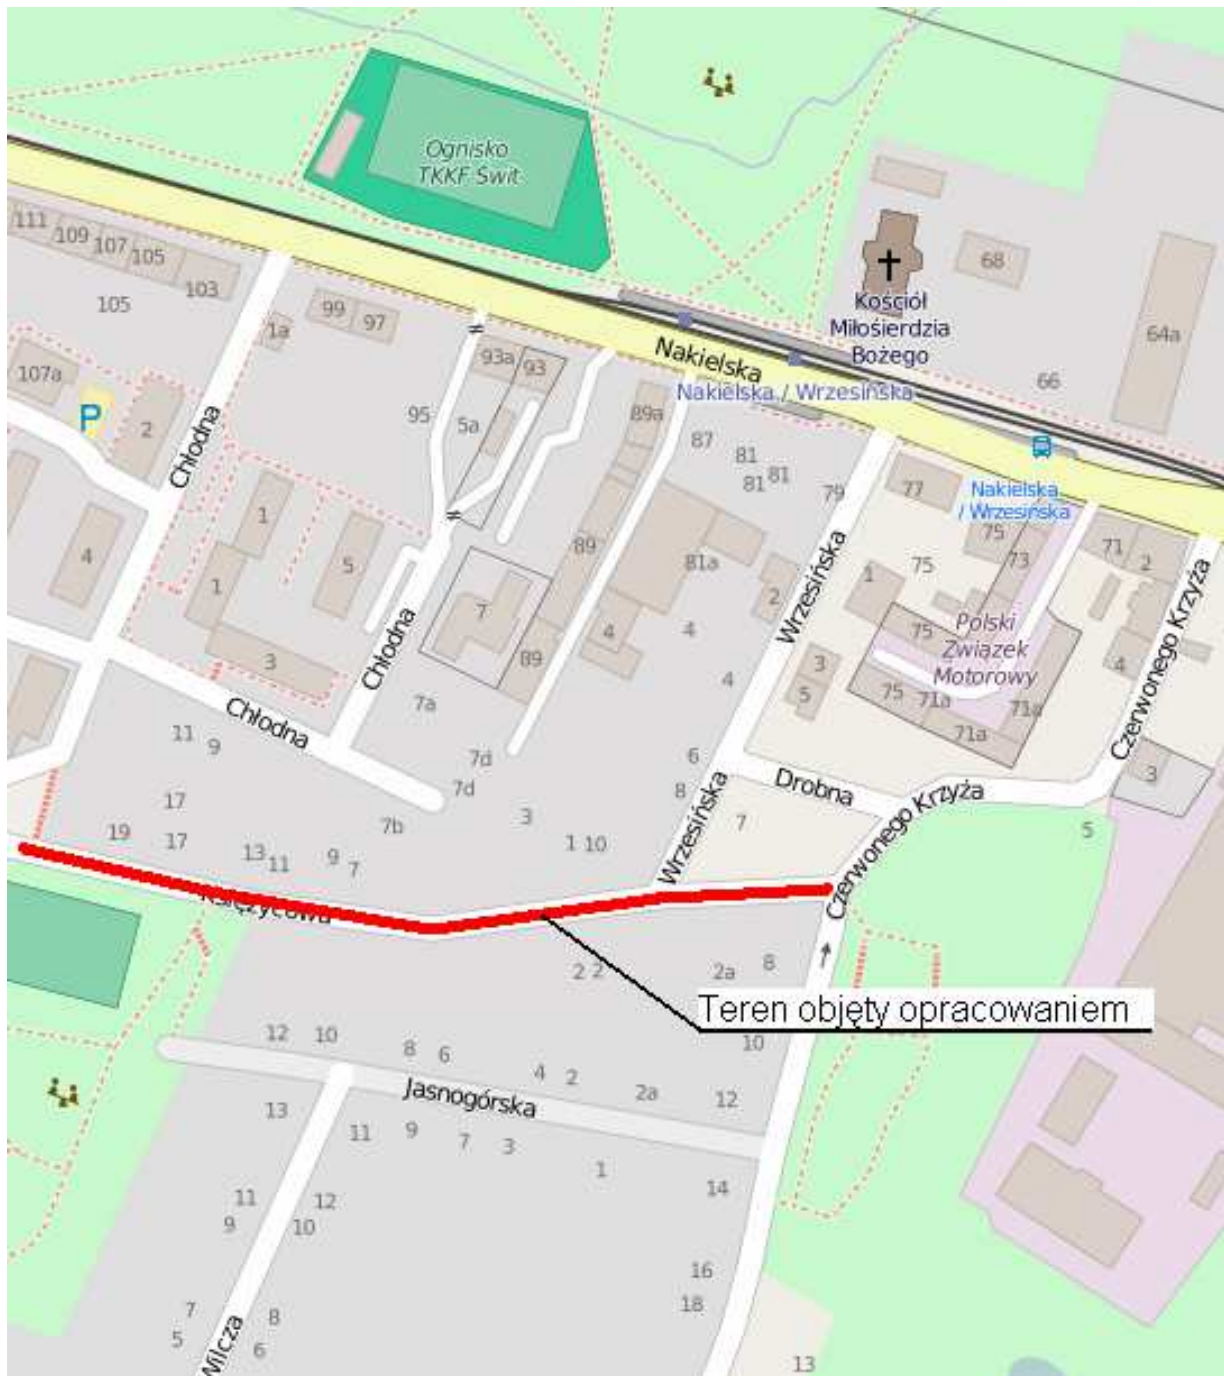 Ognisko
TKKF Świt
111
109
107
105
103
105
99
97
1a
68
Kościół
Miłosierdzia
Bożego
64a
66
Nakielska
Nakielska / Wrzesińska
93a
93
107a
P
2
Chłodna
95
5a
89a
87
81
81
81
79
77
Nakielska
/ Wrzesińska
75
73
71
2
4
1
1
5
3
Chłodna
7
89
89
81a
2
4
4
4
Wrzesińska
1
75
75
Polski
Związek
Motorowy
75
71a
71a
71a
3
5
4
Czerwonego Krzyża
3
Chłodna
11
9
7a
7d
7d
6
8
Wrzesińska
Drobna
7
Czerwonego Krzyża
5
17
19
17
13
11
9
7
7b
3
1
10
2
2
2a
8
Teren objęty opracowaniem
10
12
10
8
6
4
2
2a
12
Jasnogórska
13
11
9
7
3
1
14
11
9
12
10
16
18
7
5
8
6
Wilcza
13